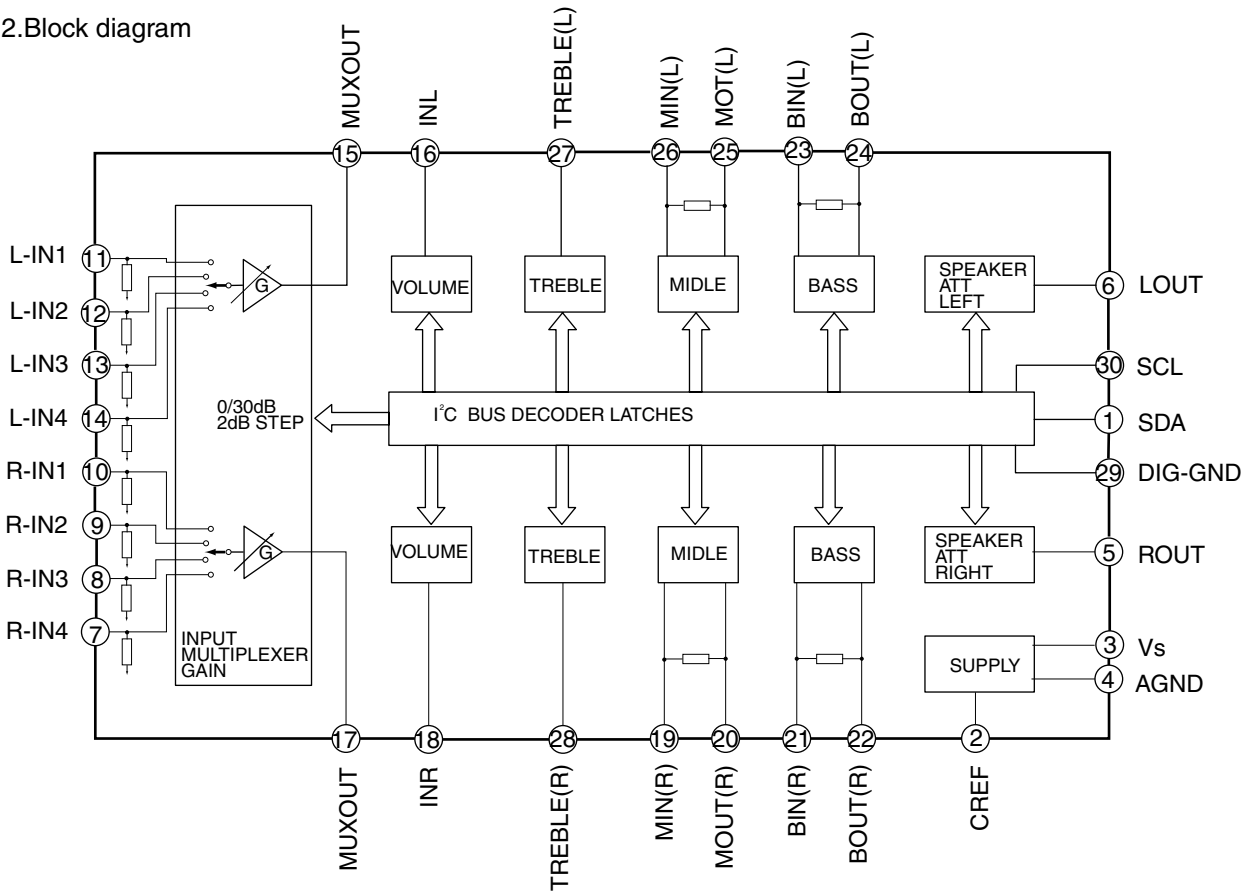 2.Block diagram
MUXOUT
INL
TREBLE(L)
MIN(L)
MOT(L)
BIN(L)
BOUT(L)
15
16
27
26
25
23
24
L-IN1
11
L-IN2
12
L-IN3
13
L-IN4
14
R-IN1
10
R-IN2
9
R-IN3
8
R-IN4
7
G
G
0/30dB
2dB STEP
INPUT
MULTIPLEXER
GAIN
VOLUME
TREBLE
MIDLE
BASS
SPEAKER
ATT
LEFT
I²C BUS DECODER LATCHES
VOLUME
TREBLE
MIDLE
BASS
SPEAKER
ATT
RIGHT
SUPPLY
6
LOUT
30
SCL
1
SDA
29
DIG-GND
5
ROUT
3
Vs
4
AGND
17
18
28
19
20
21
22
2
MUXOUT
INR
TREBLE(R)
MIN(R)
MOUT(R)
BIN(R)
BOUT(R)
CREF